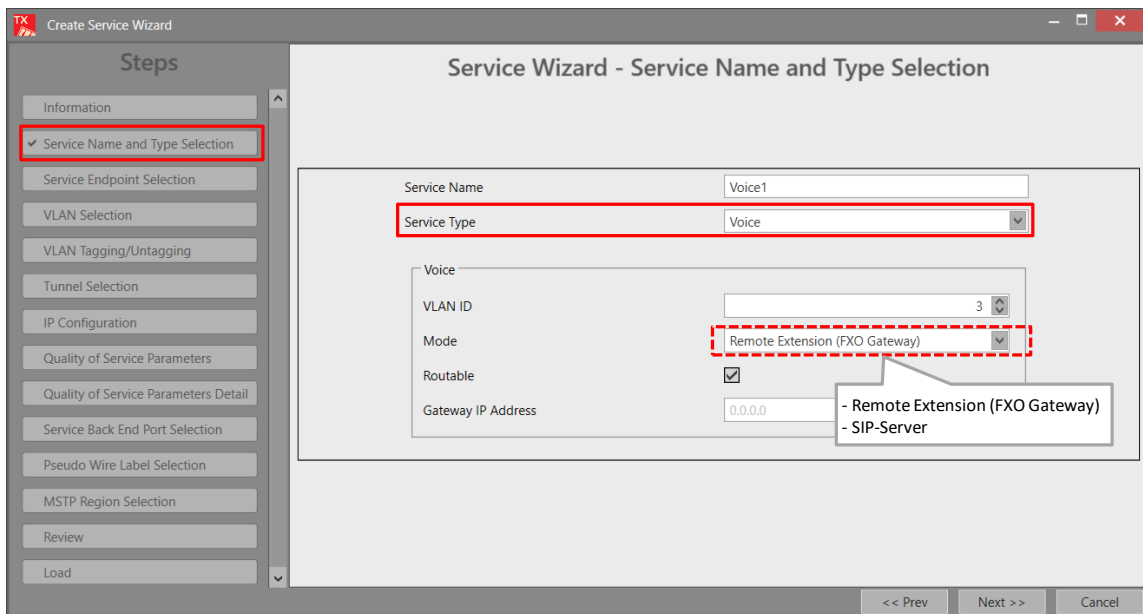 TX
Create Service Wizard
Steps
Information
✔ Service Name and Type Selection
Service Endpoint Selection
VLAN Selection
VLAN Tagging/Untagging
Tunnel Selection
IP Configuration
Quality of Service Parameters
Quality of Service Parameters Detail
Service Back End Port Selection
Pseudo Wire Label Selection
MSTP Region Selection
Review
Load
Service Wizard - Service Name and Type Selection
Service Name Voice1
Service Type Voice
Voice
VLAN ID 3
Mode Remote Extension (FXO Gateway)
Routable
Gateway IP Address 0.0.0.0
- Remote Extension (FXO Gateway)
- SIP-Server
<< Prev Next >> Cancel